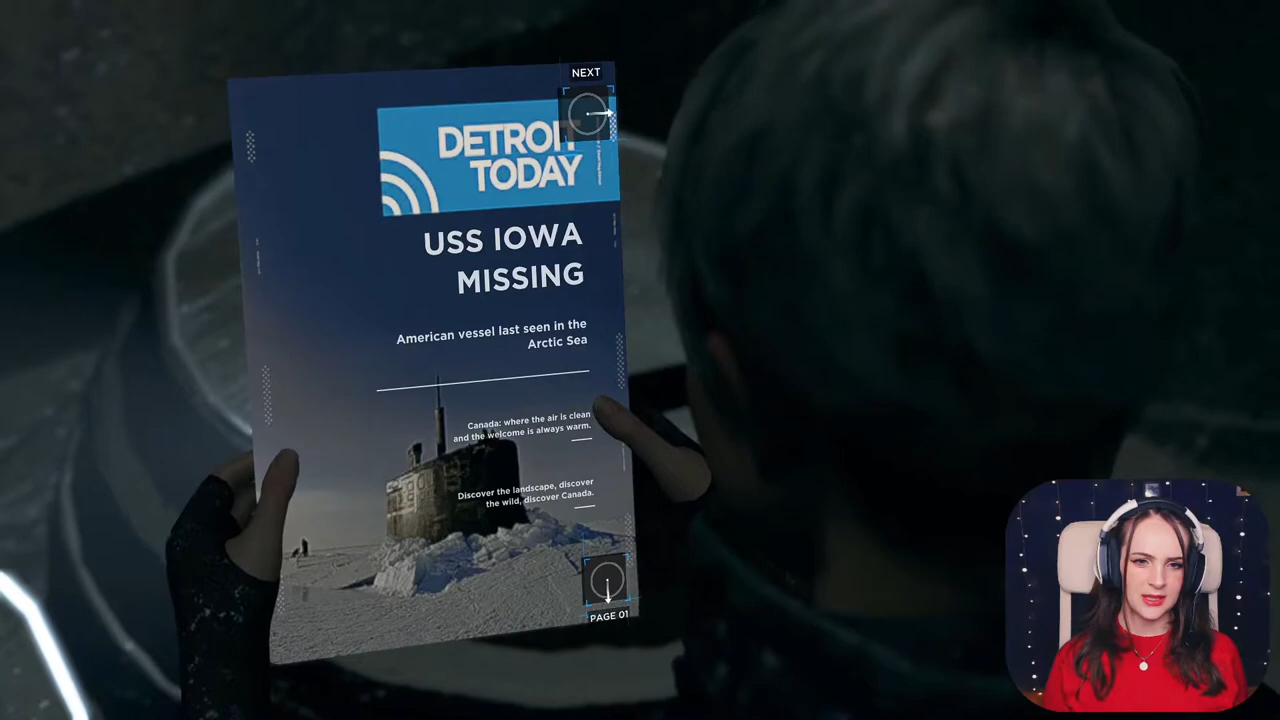 NEXT
DETROIT
TODAY
USS IOWA
MISSING
American vessel last seen in the
Arctic Sea
Canada: where the air is clean
and the welcome is always warm.
Discover the landscape, discover
the wild, discover Canada.
PAGE 01